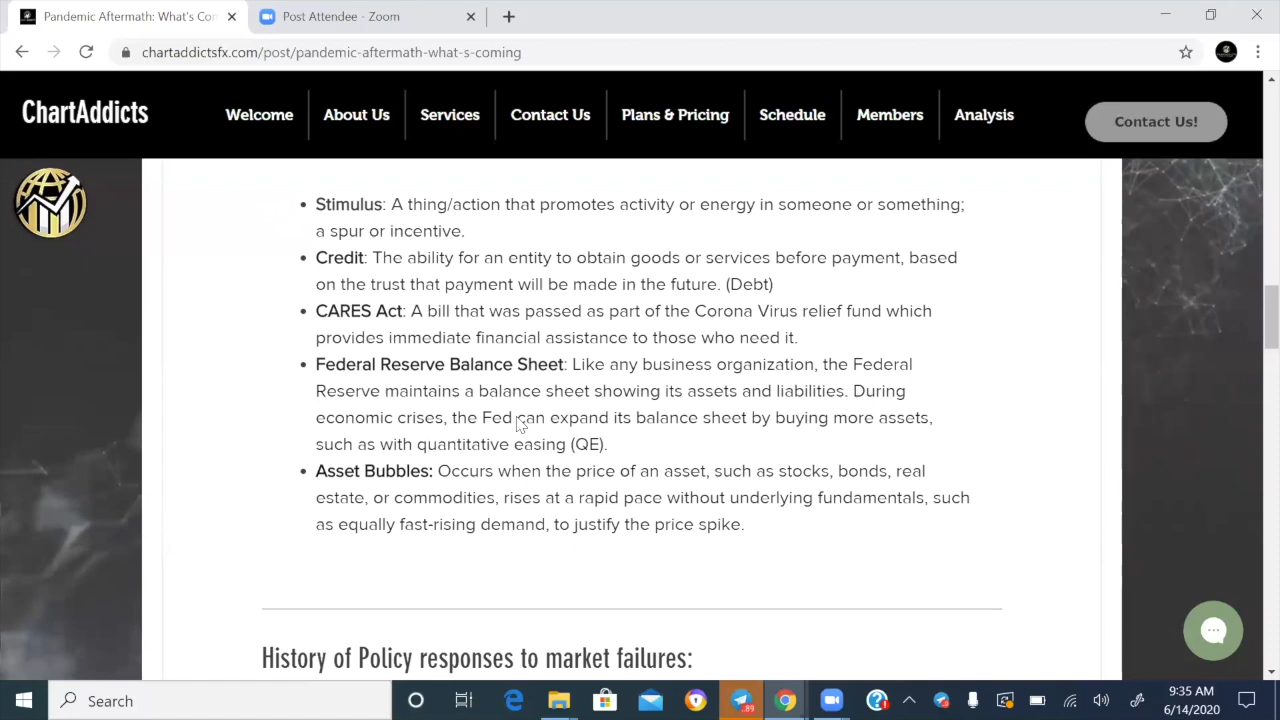 Pandemic Aftermath: What's Con
Post Attendee - Zoom
chartaddictsfx.com/post/pandemic-aftermath-what-s-coming
ChartAddicts
Welcome
About Us
Services
Contact Us
Plans & Pricing
Schedule
Members
Analysis
Contact Us!
• Stimulus: A thing/action that promotes activity or energy in someone or something;
a spur or incentive.
• Credit: The ability for an entity to obtain goods or services before payment, based
on the trust that payment will be made in the future. (Debt)
• CARES Act: A bill that was passed as part of the Corona Virus relief fund which
provides immediate financial assistance to those who need it.
• Federal Reserve Balance Sheet: Like any business organization, the Federal
Reserve maintains a balance sheet showing its assets and liabilities. During
economic crises, the Fed can expand its balance sheet by buying more assets,
such as with quantitative easing (QE).
• Asset Bubbles: Occurs when the price of an asset, such as stocks, bonds, real
estate, or commodities, rises at a rapid pace without underlying fundamentals, such
as equally fast-rising demand, to justify the price spike.
History of Policy responses to market failures:
Search
.89
9:35 AM
6/14/2020